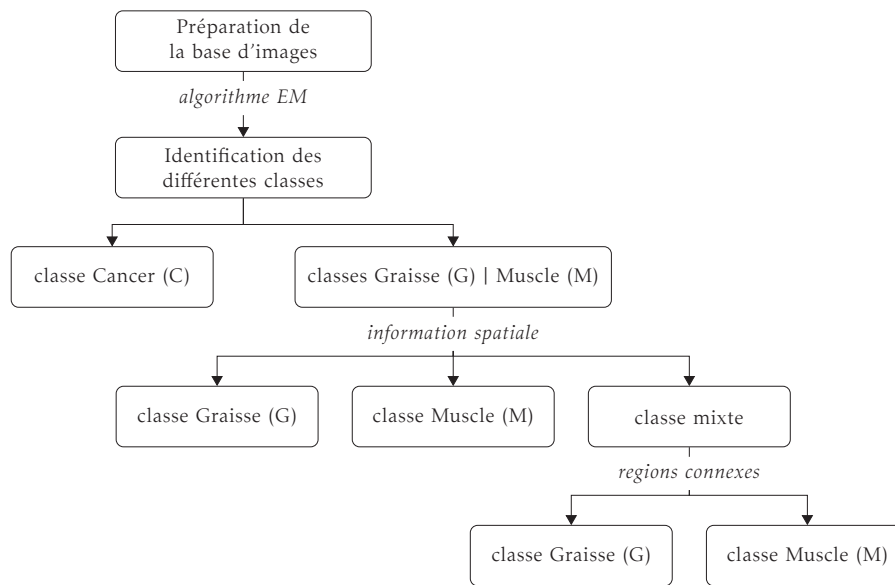 Préparation de
la base d'images
algorithme EM
Identification des
différentes classes
classe Cancer (C)
classes Graisse (G) | Muscle (M)
information spatiale
classe Graisse (G)
classe Muscle (M)
classe mixte
regions connexes
classe Graisse (G)
classe Muscle (M)